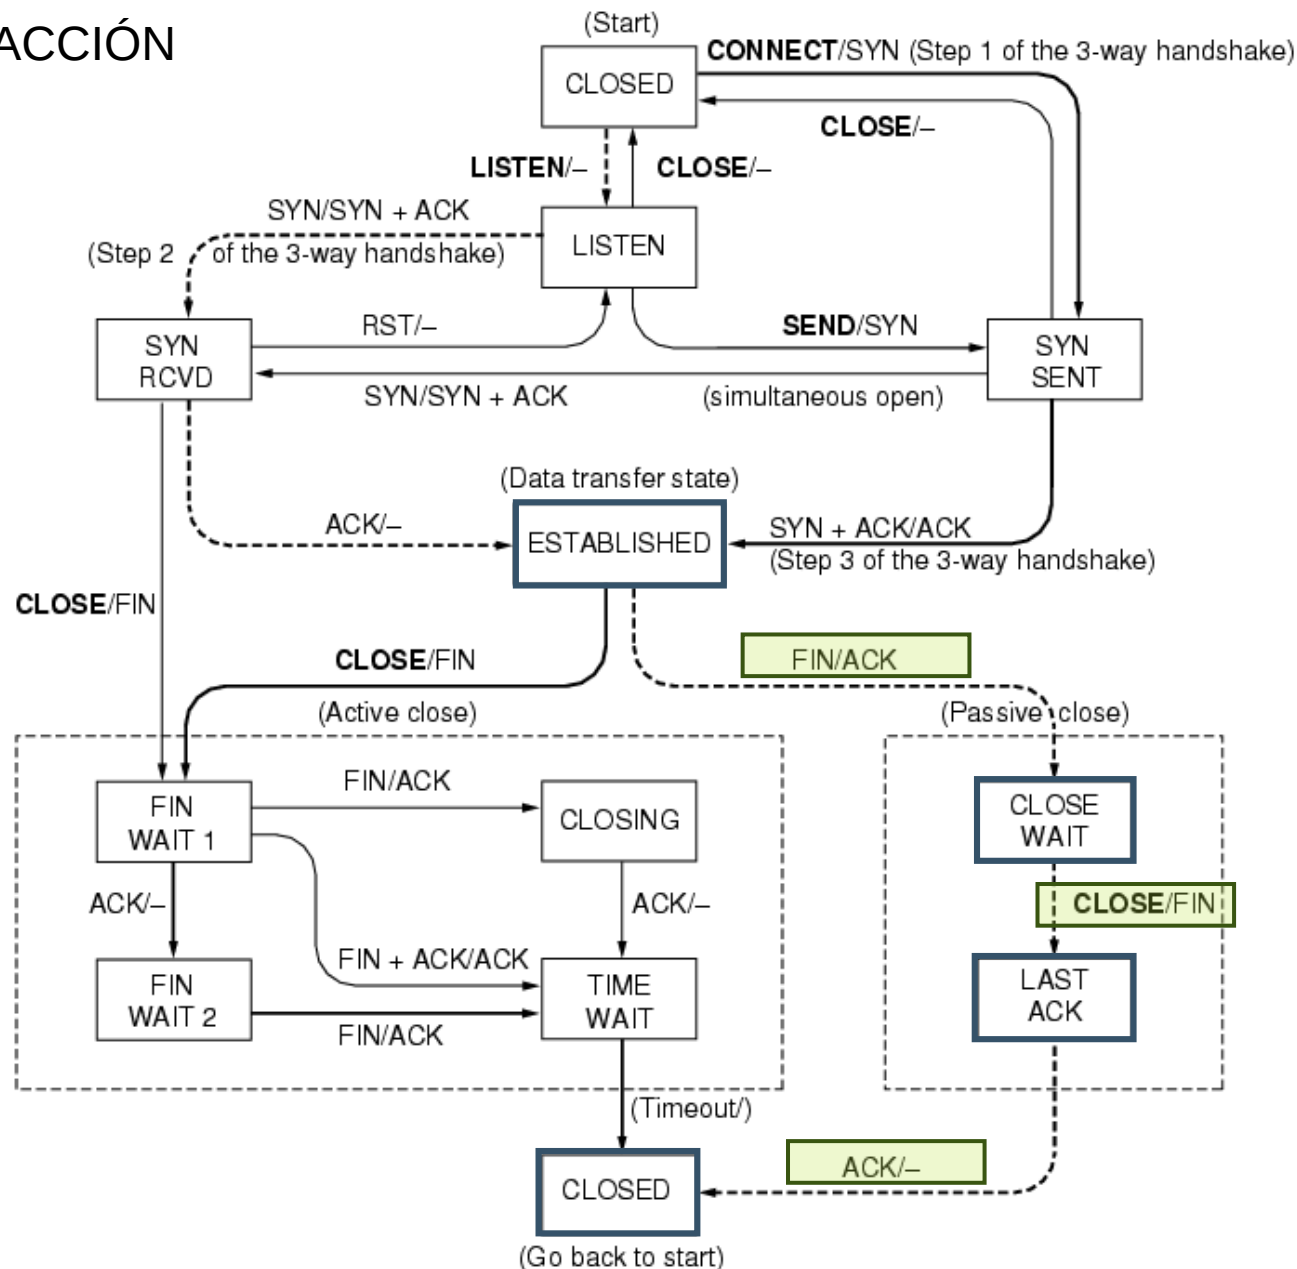 ACCIÓN
(Start)
CONNECT/SYN (Step 1 of the 3-way handshake)
CLOSED
CLOSE/–
LISTEN/–
CLOSE/–
SYN/SYN + ACK
(Step 2 of the 3-way handshake)
LISTEN
RST/–
SEND/SYN
SYN
RCVD
SYN
SENT
SYN/SYN + ACK
(simultaneous open)
(Data transfer state)
ACK/–
ESTABLISHED
SYN + ACK/ACK
(Step 3 of the 3-way handshake)
CLOSE/FIN
CLOSE/FIN
FIN/ACK
(Active close)
(Passive close)
FIN/ACK
FIN
WAIT 1
CLOSING
CLOSE
WAIT
ACK/–
ACK/–
CLOSE/FIN
FIN + ACK/ACK
FIN
WAIT 2
TIME
WAIT
LAST
ACK
FIN/ACK
(Timeout/)
ACK/–
CLOSED
(Go back to start)